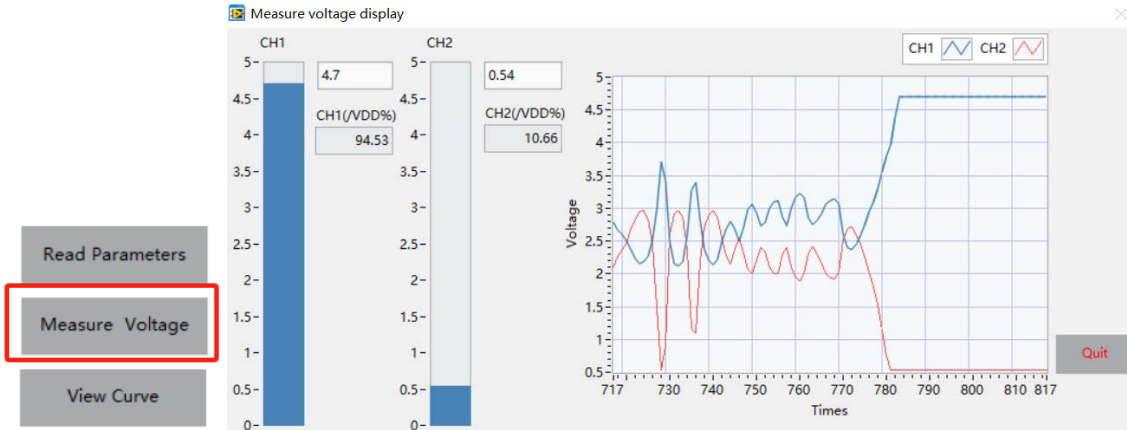 Measure voltage display
Read Parameters
Measure Voltage
View Curve
CH1
5
4.5
4
3.5
3
2.5
2
1.5
1
0.5
0
4.7
CH1(/VDD%)
94.53
CH2
5
4.5
4
3.5
3
2.5
2
1.5
1
0.5
0
0.54
CH2(/VDD%)
10.66
CH1 CH2
Voltage
5
4.5
4
3.5
3
2.5
2
1.5
1
0.5
717 730 740 750 760 770 780 790 800 810 817
Times
Quit